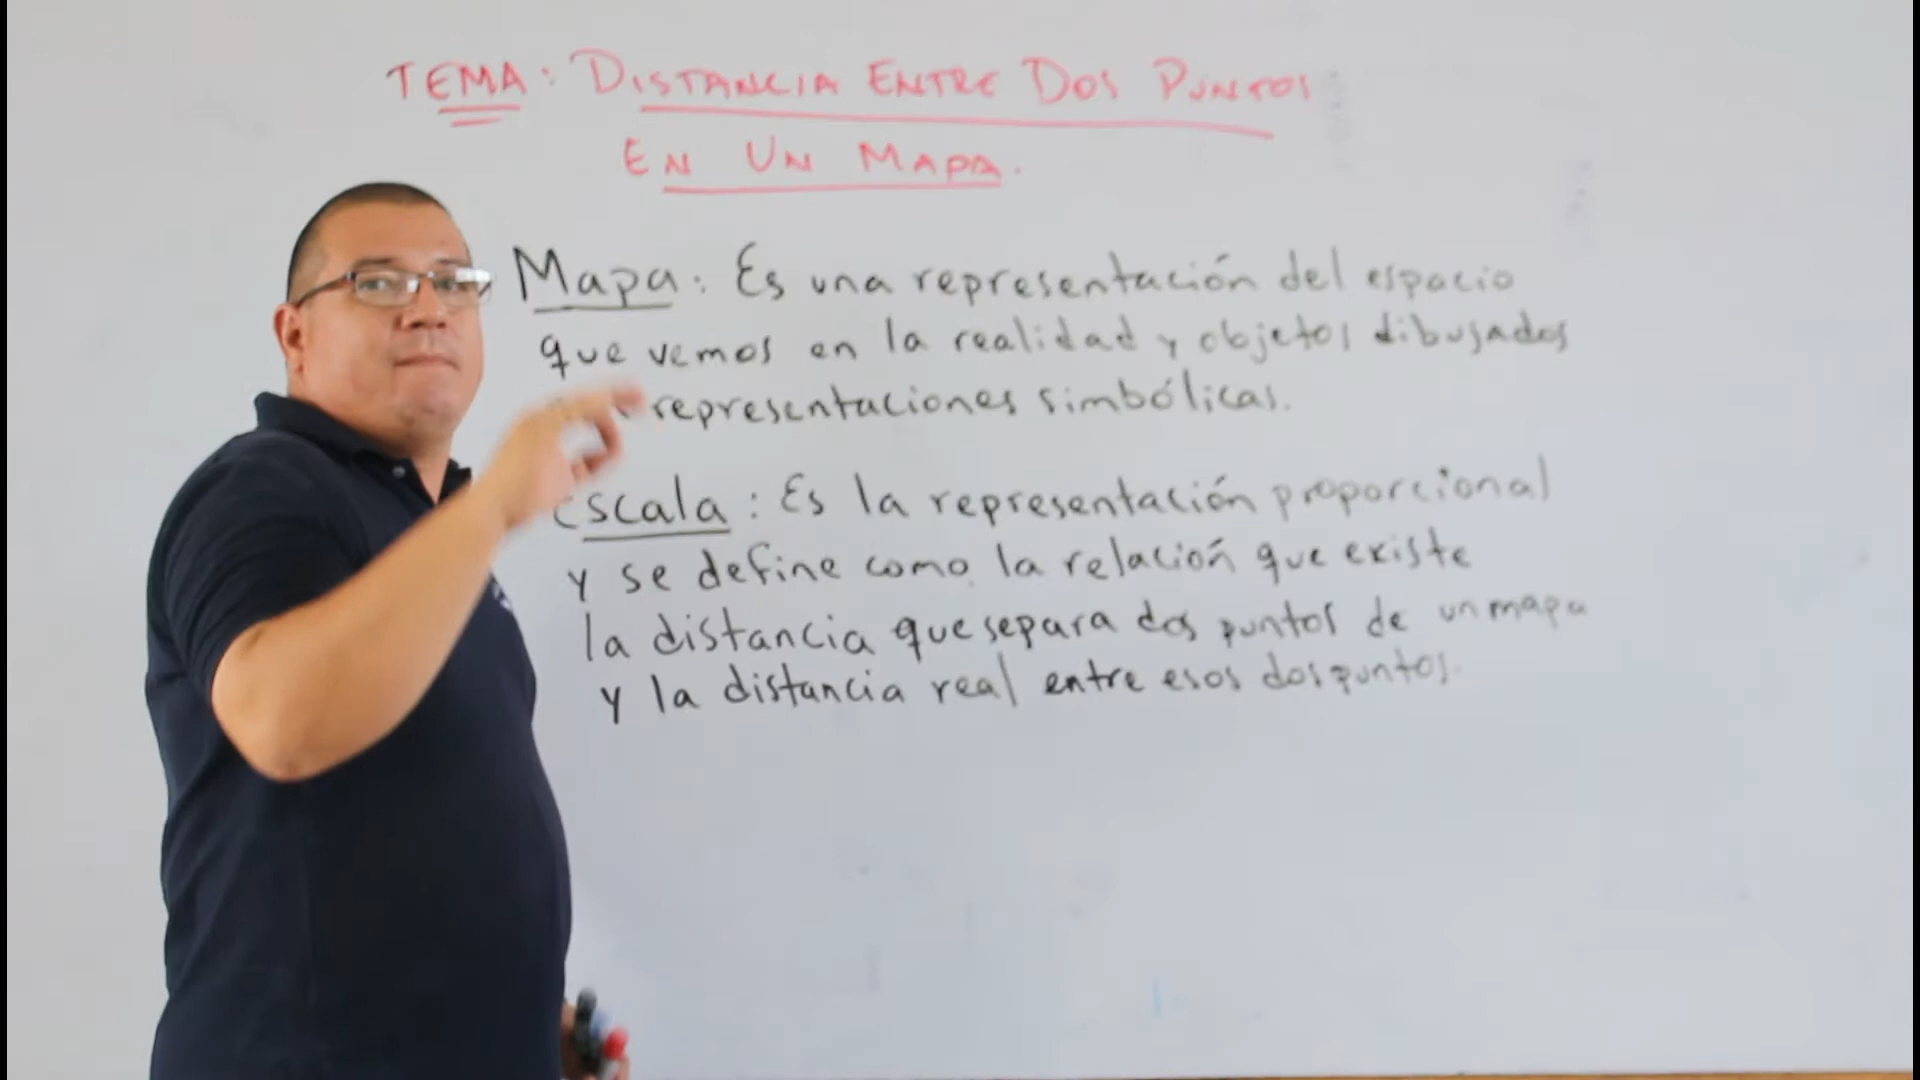 TEMA: DISTANCIA ENTRE DOS PUNTOS
EN UN MAPA.
Mapa: Es una representación del espacio
que vemos en la realidad y objetos dibujados
representaciones simbólicas.
Escala: Es la representación proporcional
y se define como la relación que existe
la distancia que separa dos puntos de un mapa
y la distancia real entre esos dos puntos.